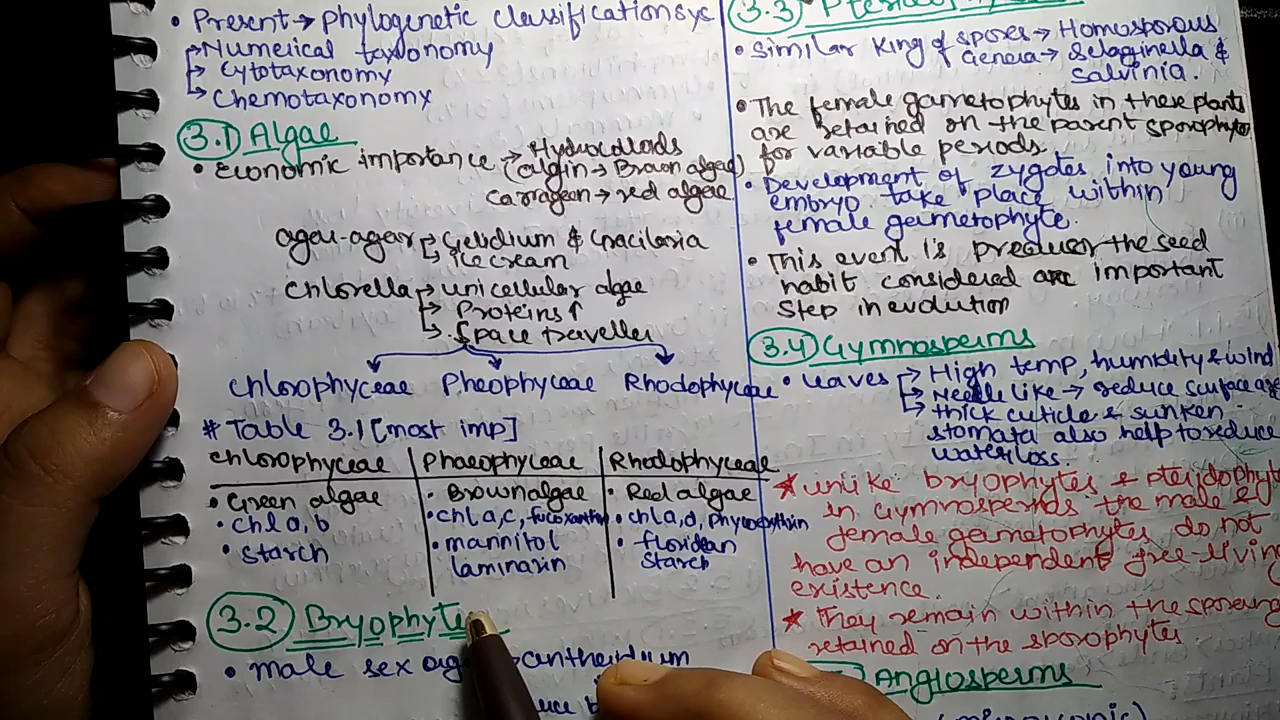 • Present → phylogenetic classification sys
→ Numerical taxonomy
→ Cytotaxonomy
→ Chemotaxonomy
3.1 Algae
• Economic importance → Hydrocolloids
(algin → Brown algae)
carrageen → red algae
agar-agar → Gelidium & Gracilaria
→ ice cream
Chlorella → unicellular algae
→ Proteins ↑
→ Space traveller
Chlorophyceae Pheophyceae Rhodophyceae
# Table 3.1 [most imp]
Chlorophyceae | Phaeophyceae | Rhodophyceae
• Green algae • Brown algae • Red algae
• chl a, b • chl a, c, fucoxanthin • chl a, d, phycoerythrin
• starch • mannitol • floridean
laminarin starch
3.2 Bryophyte
• male sex antheridium
3.3
• Similar King of spores → Homosporous
Genera → Selaginella &
Salvinia.
• The female gametophytes in these plants
are retained on the parent sporophyte
for variable periods.
• Development of zygotes into young
embryo take place within
female gametophyte.
• This event is precursor the seed
habit considered an important
Step in evolution
3.4 Gymnosperms
• leaves → High temp, humidity & wind
→ Needle like → reduce surface
→ thick cuticle & sunken
stomata also help to reduce
water loss.
★ unlike bryophytes & pteridophyt
in Gymnosperms the male &
female gametophytes do not
have an independent free-living
existence.
★ They remain within the sporang
retained on the sporophytes
Angiosperms